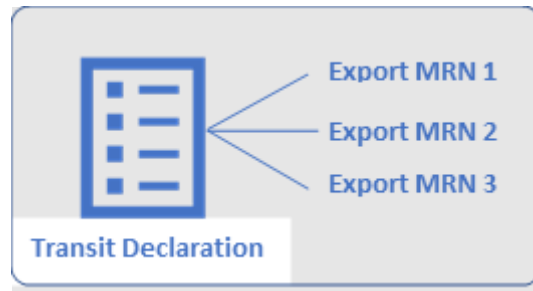 Export MRN 1
Export MRN 2
Export MRN 3
Transit Declaration